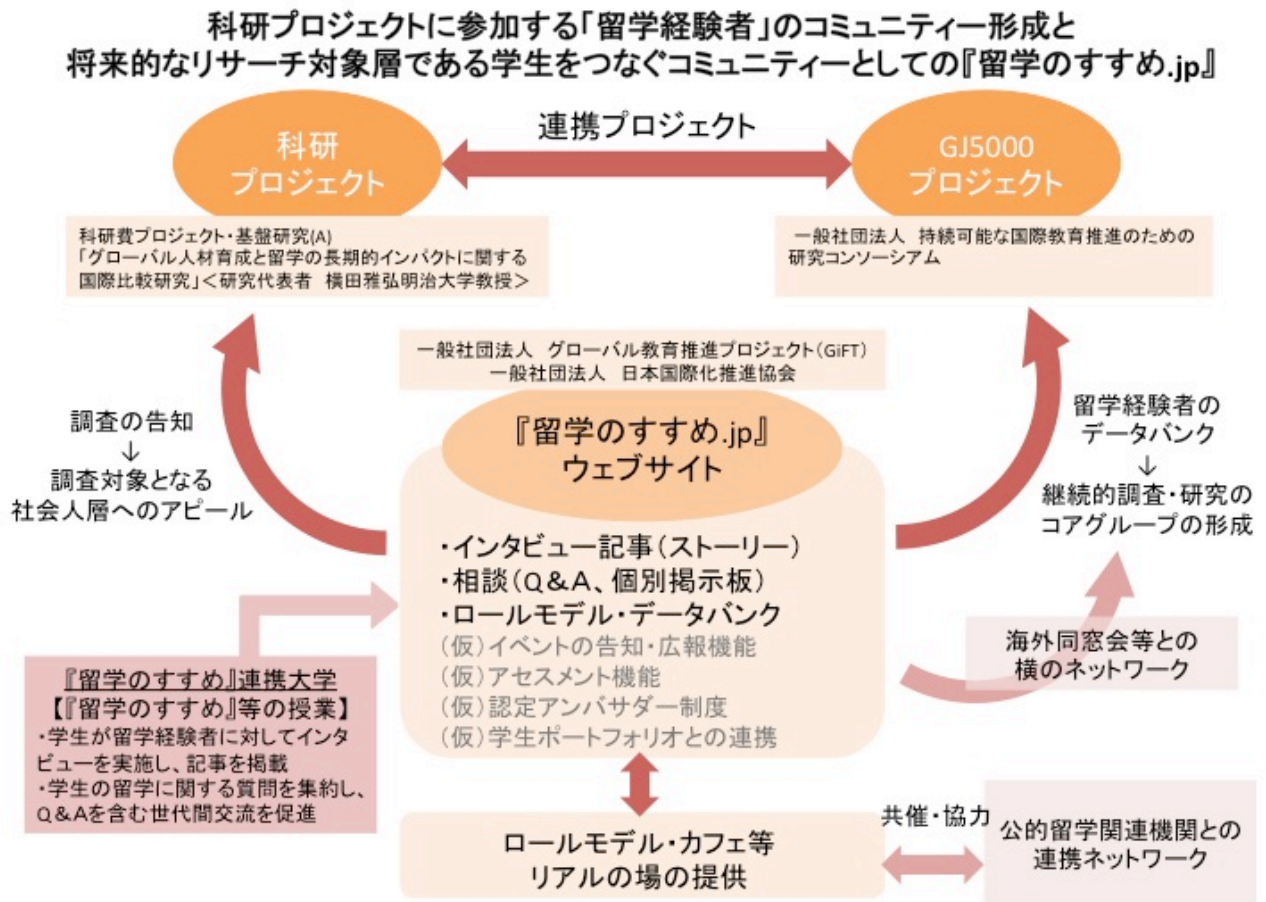 科研プロジェクトに参加する「留学経験者」のコミュニティー形成と
将来的なリサーチ対象層である学生をつなぐコミュニティーとしての『留学のすすめ.jp』
科研
プロジェクト
連携プロジェクト
GJ5000
プロジェクト
科研費プロジェクト・基盤研究(A)
「グローバル人材育成と留学の長期的インパクトに関する
国際比較研究」<研究代表者　横田雅弘明治大学教授>
一般社団法人　持続可能な国際教育推進のための
研究コンソーシアム
一般社団法人　グローバル教育推進プロジェクト(GiFT)
一般社団法人　日本国際化推進協会
『留学のすすめ.jp』
ウェブサイト
調査の告知
↓
調査対象となる
社会人層へのアピール
留学経験者の
データバンク
↓
継続的調査・研究の
コアグループの形成
・インタビュー記事(ストーリー)
・相談(Q&A、個別掲示板)
・ロールモデル・データバンク
(仮)イベントの告知・広報機能
(仮)アセスメント機能
(仮)認定アンバサダー制度
(仮)学生ポートフォリオとの連携
海外同窓会等との
横のネットワーク
『留学のすすめ』連携大学
【『留学のすすめ』等の授業】
・学生が留学経験者に対してインタ
ビューを実施し、記事を掲載
・学生の留学に関する質問を集約し、
Q&Aを含む世代間交流を促進
ロールモデル・カフェ等
リアルの場の提供
共催・協力
公的留学関連機関との
連携ネットワーク